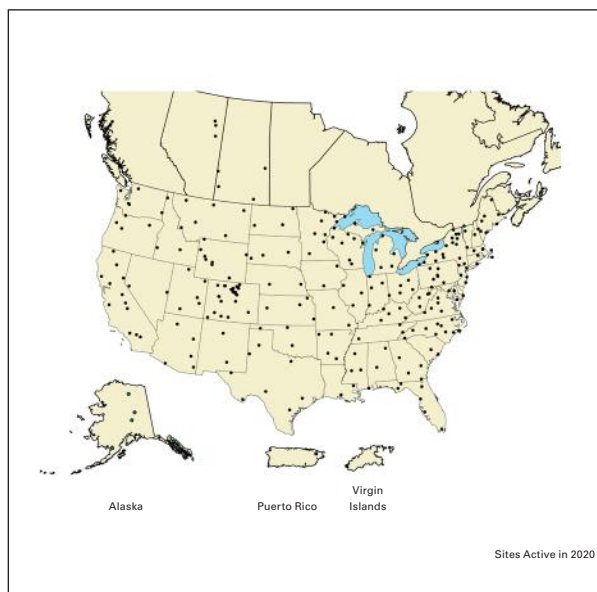 Alaska
Puerto Rico
Virgin
Islands
Sites Active in 2020